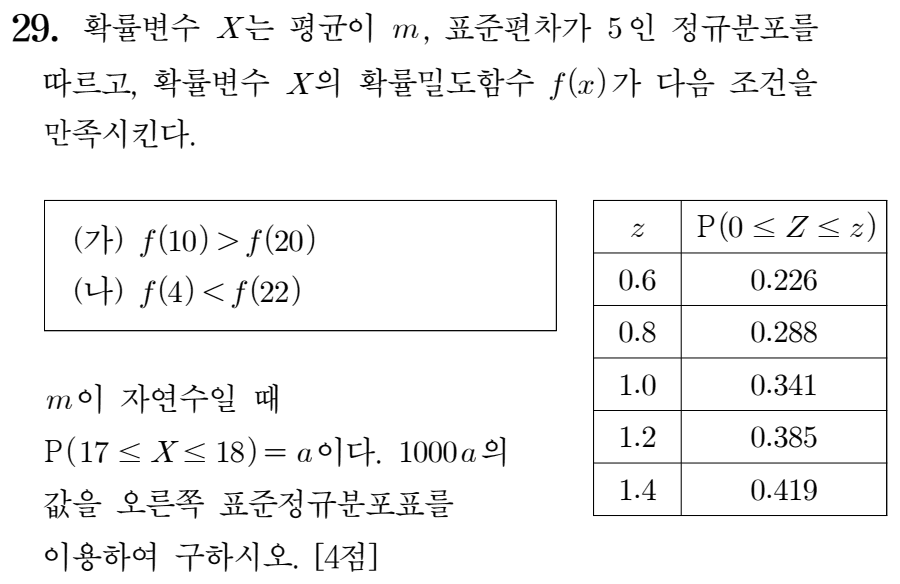 29. 확률변수 X는 평균이 m, 표준편차가 5인 정규분포를
따르고, 확률변수 X의 확률밀도함수 f(x)가 다음 조건을
만족시킨다.
(가) f(10) > f(20)
(나) f(4) < f(22)
z P(0 ≤ Z ≤ z)
0.6 0.226
0.8 0.288
1.0 0.341
1.2 0.385
1.4 0.419
m이 자연수일 때
P(17 ≤ X ≤ 18) = a이다. 1000a의
값을 오른쪽 표준정규분포표를
이용하여 구하시오. [4점]